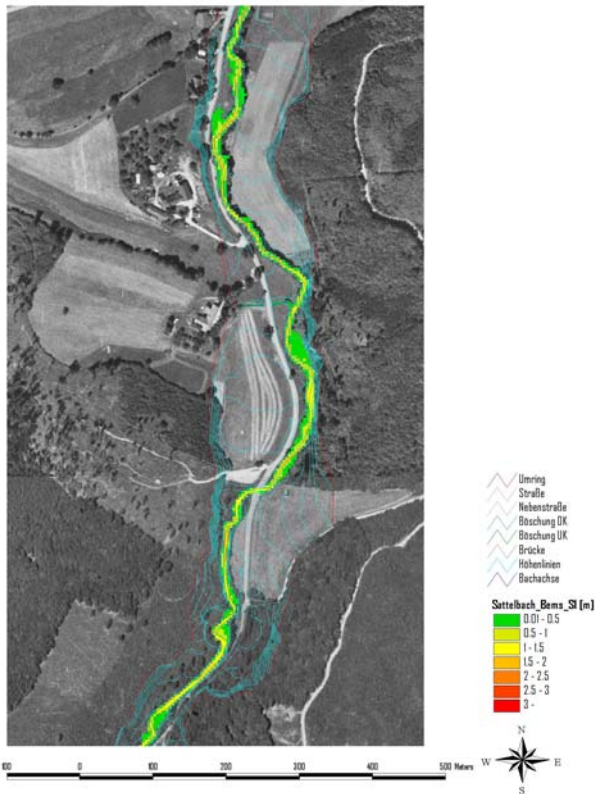 Umring
Straße
Nebenstraße
Böschung OK
Böschung UK
Brücke
Höhenlinien
Bachachse
Sattelbach_Bems_SI [m]
0.01 - 0.5
0.5 - 1
1 - 1.5
1.5 - 2
2 - 2.5
2.5 - 3
3 -
N
W E
S
100 0 100 200 300 400 500 Meters